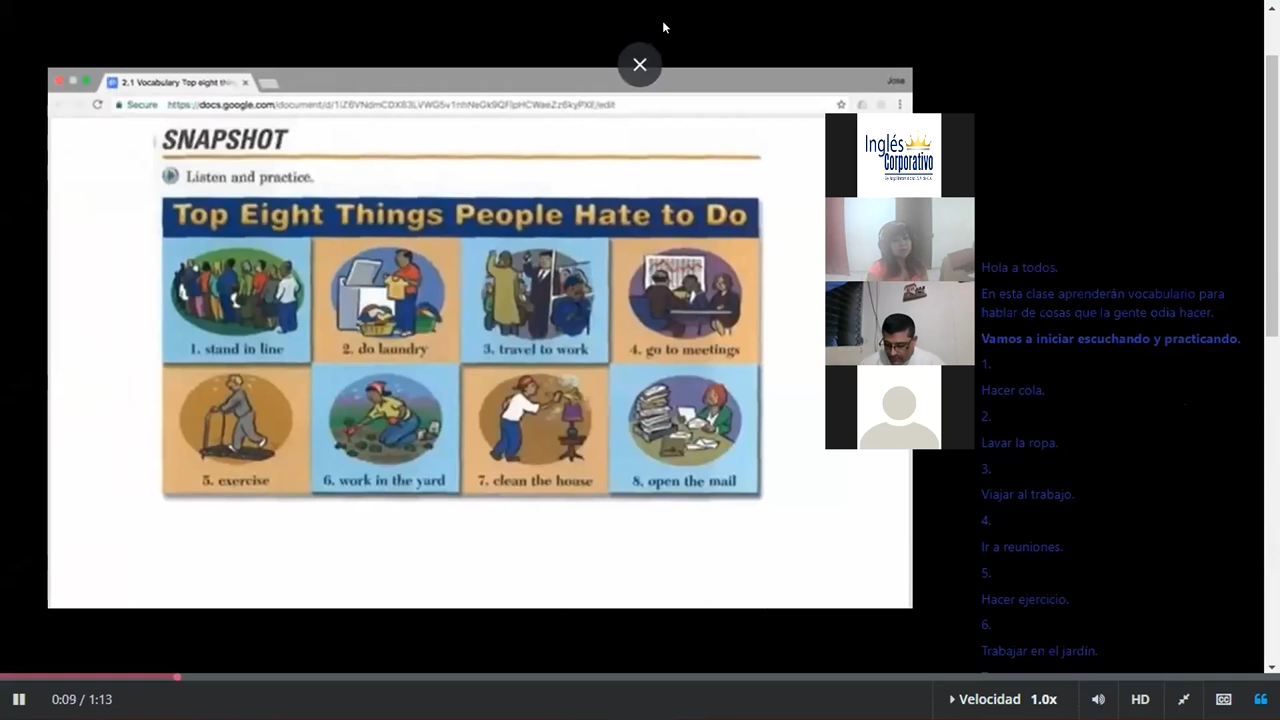 2.1 Vocabulary Top eight thin
Jose
Secure
SNAPSHOT
Listen and practice.
Top Eight Things People Hate to Do
1. stand in line
2. do laundry
3. travel to work
4. go to meetings
5. exercise
6. work in the yard
7. clean the house
8. open the mail
Inglés
Corporativo
Hola a todos.
En esta clase aprenderán vocabulario para
hablar de cosas que la gente odia hacer.
Vamos a iniciar escuchando y practicando.
1.
Hacer cola.
2.
Lavar la ropa.
3.
Viajar al trabajo.
4.
Ir a reuniones.
5.
Hacer ejercicio.
6.
Trabajar en el jardín.
0:09 / 1:13
Velocidad 1.0x
HD
CC